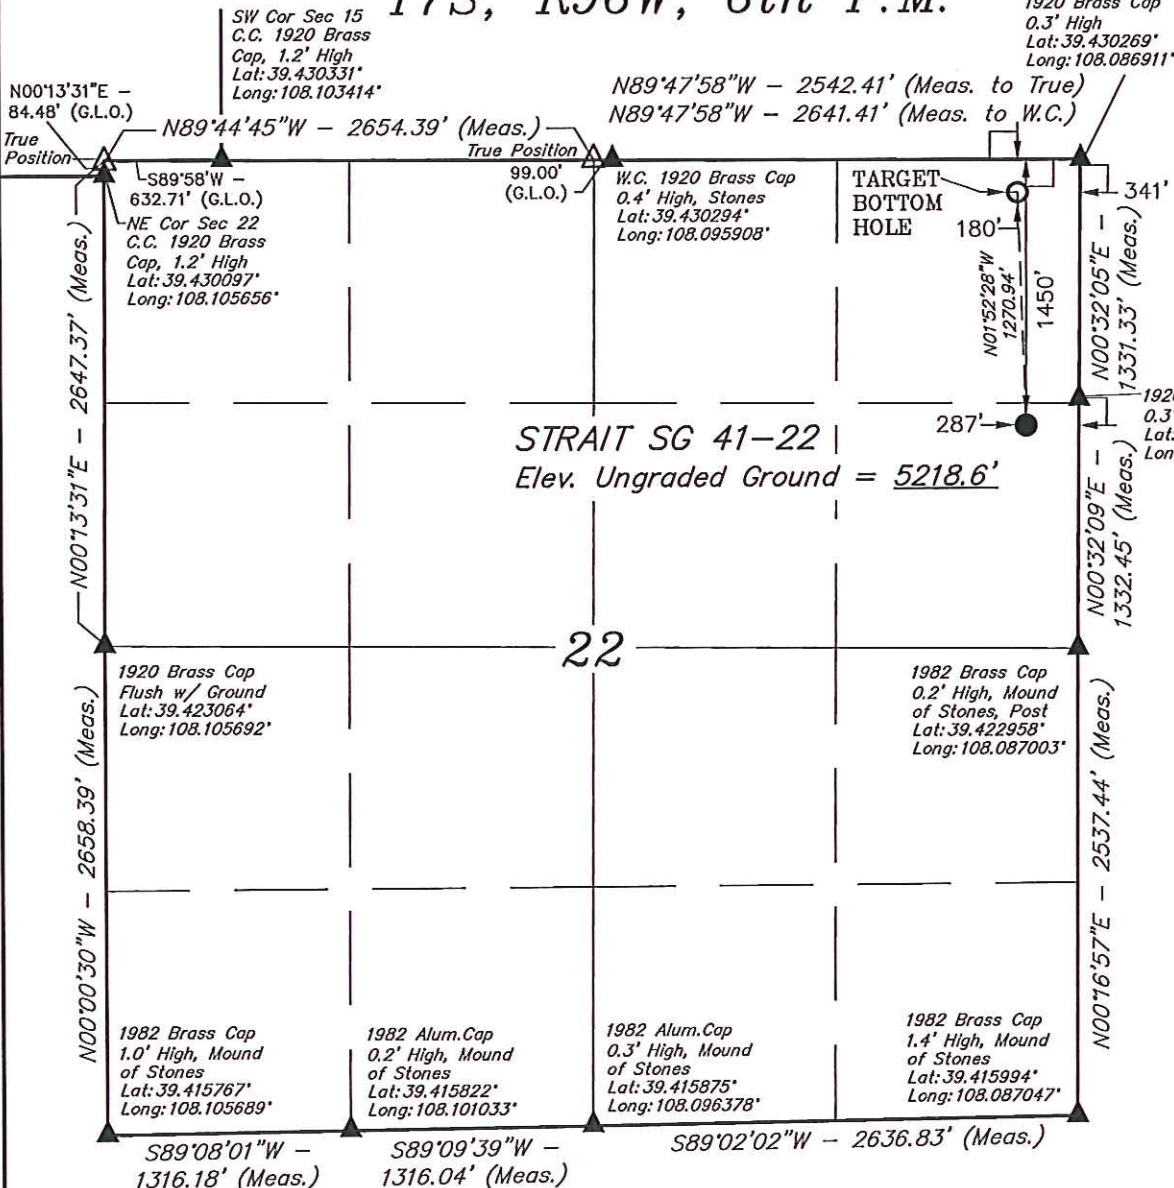 T7S, R96W, 6th P.M.
SW Cor Sec 15
C.C. 1920 Brass
Cap, 1.2' High
Lat:39.430331°
Long:108.103414°
1920 Brass Cap
0.3' High
Lat:39.430269°
Long:108.086911°
N00°13'31"E –
84.48' (G.L.O.)
True
Position
N89°44'45"W – 2654.39' (Meas.)
N89°47'58"W – 2542.41' (Meas. to True)
N89°47'58"W – 2641.41' (Meas. to W.C.)
True Position
99.00'
(G.L.O.)
S89°58'W –
632.71' (G.L.O.)
NE Cor Sec 22
C.C. 1920 Brass
Cap, 1.2' High
Lat:39.430097°
Long:108.105656°
W.C. 1920 Brass Cap
0.4' High, Stones
Lat:39.430294°
Long:108.095908°
TARGET
BOTTOM
HOLE
180'
341'
N01°52'28"W
1270.94'
1450'
N00°32'05"E –
1331.33' (Meas.)
N00°13'31"E – 2647.37' (Meas.)
287'
0.3'
Lat:
STRAIT SG 41–22
Elev. Ungraded Ground = 5218.6'
N00°32'09"E –
1332.45' (Meas.)
22
1920 Brass Cap
Flush w/ Ground
Lat:39.423064°
Long:108.105692°
1982 Brass Cap
0.2' High, Mound
of Stones, Post
Lat:39.422958°
Long:108.087003°
N00°00'30"W – 2658.39' (Meas.)
N00°16'57"E – 2537.44' (Meas.)
1982 Brass Cap
1.0' High, Mound
of Stones
Lat:39.415767°
Long:108.105689°
1982 Alum.Cap
0.2' High, Mound
of Stones
Lat:39.415822°
Long:108.101033°
1982 Alum.Cap
0.3' High, Mound
of Stones
Lat:39.415875°
Long:108.096378°
1982 Brass Cap
1.4' High, Mound
of Stones
Lat:39.415994°
Long:108.087047°
S89°08'01"W –
1316.18' (Meas.)
S89°09'39"W –
1316.04' (Meas.)
S89°02'02"W – 2636.83' (Meas.)